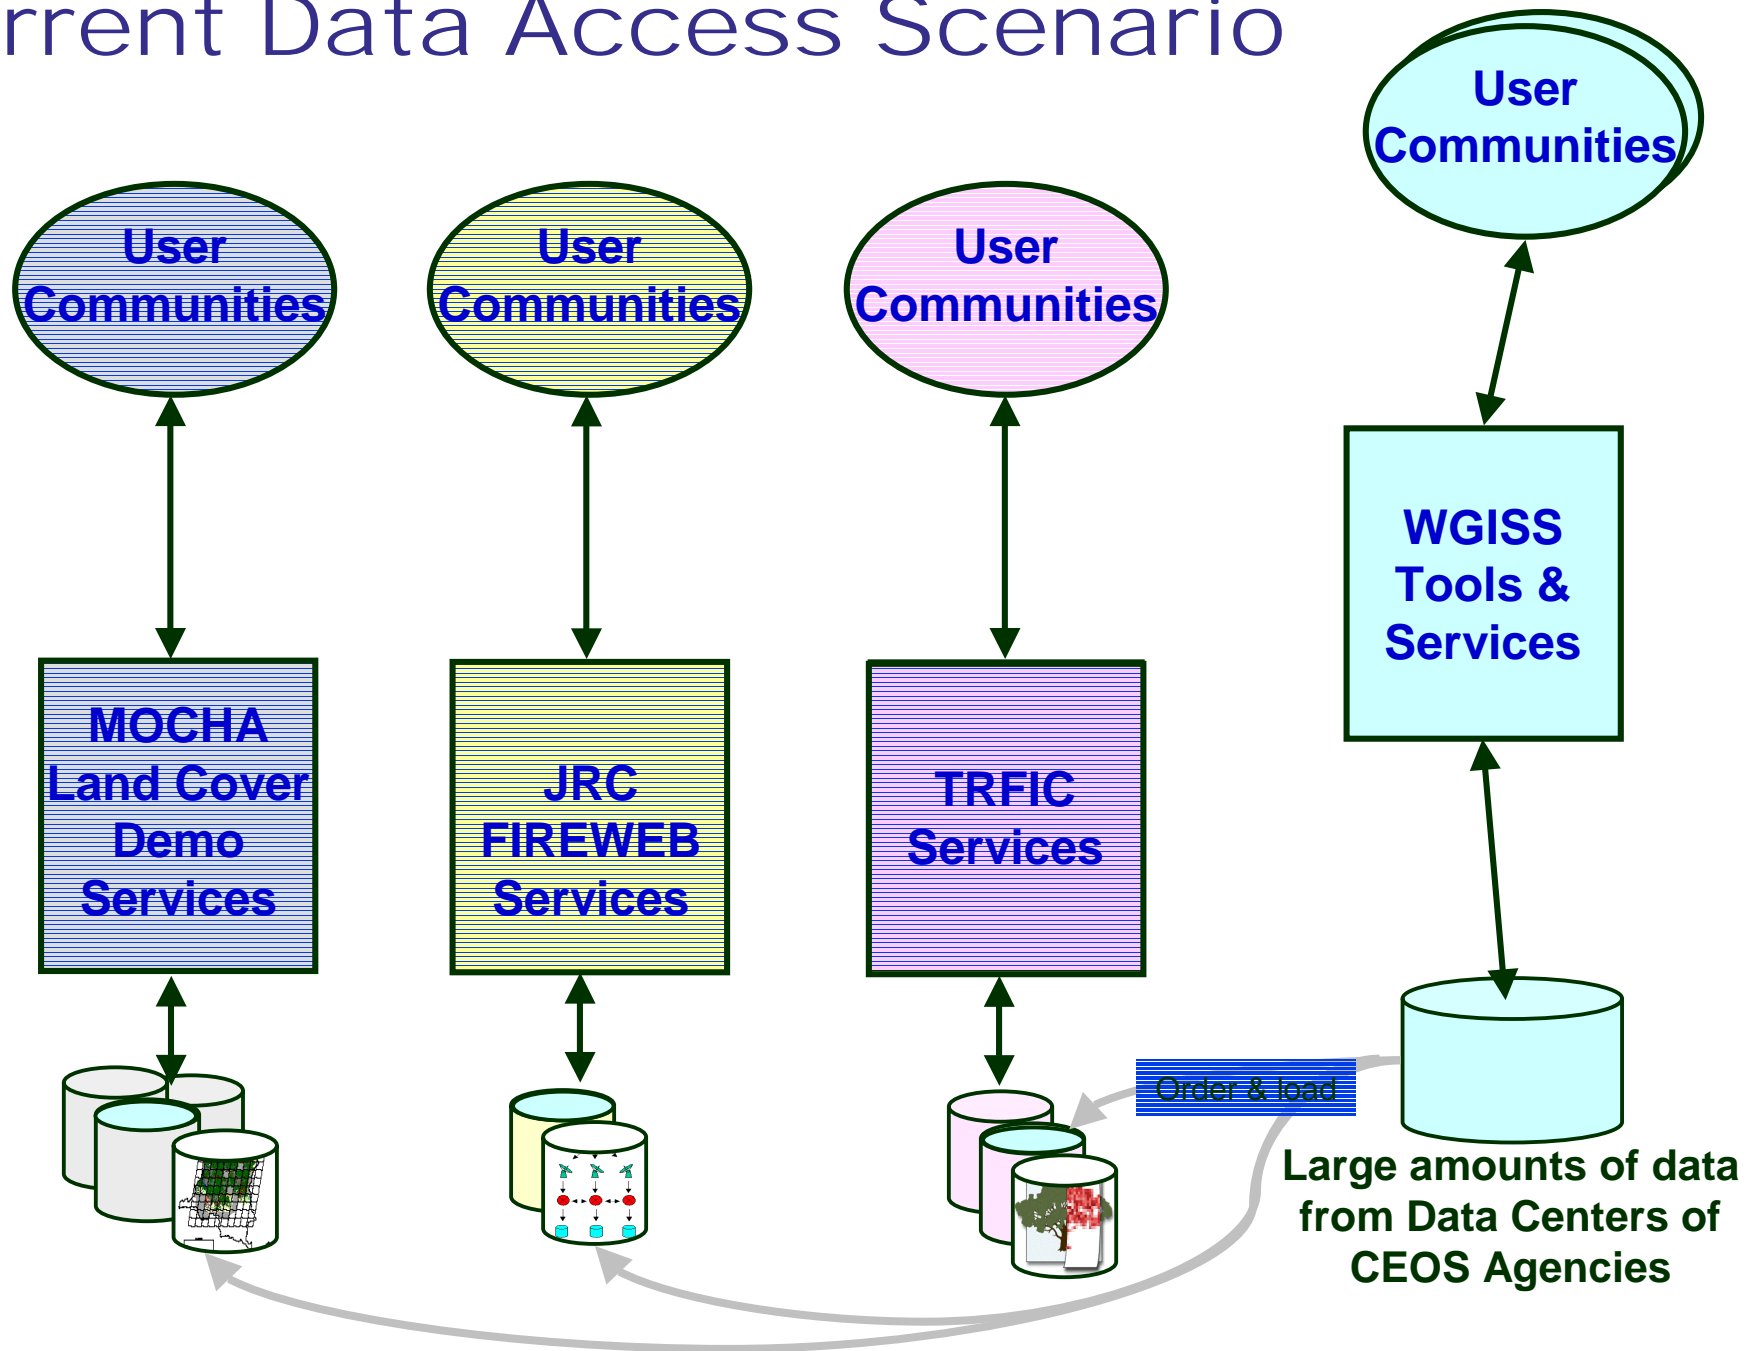 rrent Data Access Scenario
User
Communities
User
Communities
User
Communities
User
Communities
WGISS
Tools &
Services
MOCHA
Land Cover
Demo
Services
JRC
FIREWEB
Services
TRFIC
Services
Order & load
Large amounts of data
from Data Centers of
CEOS Agencies